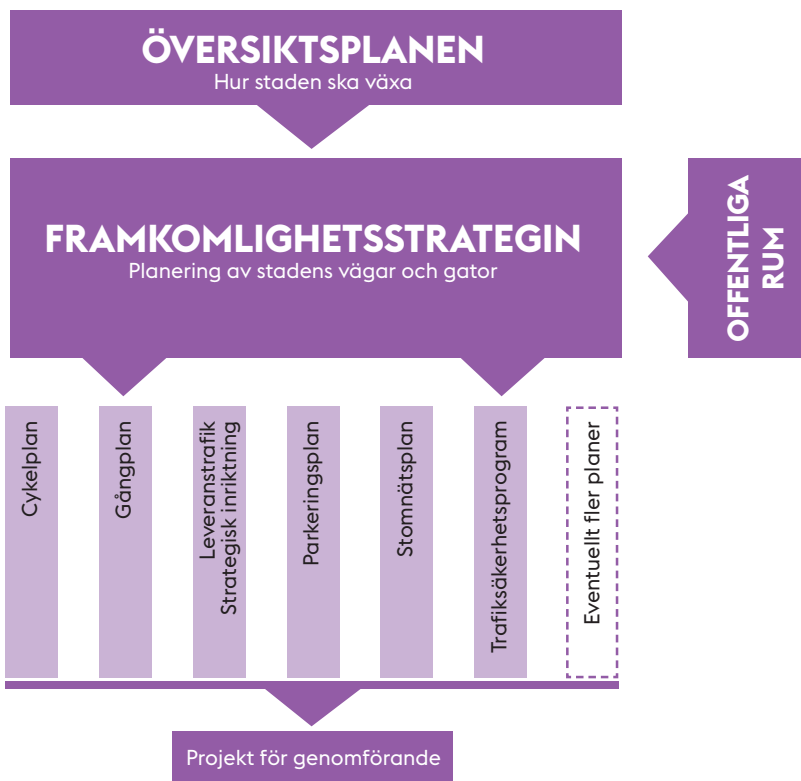 ÖVERSIKTSPLANEN
Hur staden ska växa
FRAMKOMLIGHETSSTRATEGIN
Planering av stadens vägar och gator
OFFENTLIGA
RUM
Cykelplan
Gångplan
Leveranstrafik
Strategisk inriktning
Parkeringsplan
Stomnätsplan
Trafiksäkerhetsprogram
Eventuellt fler planer
Projekt för genomförande